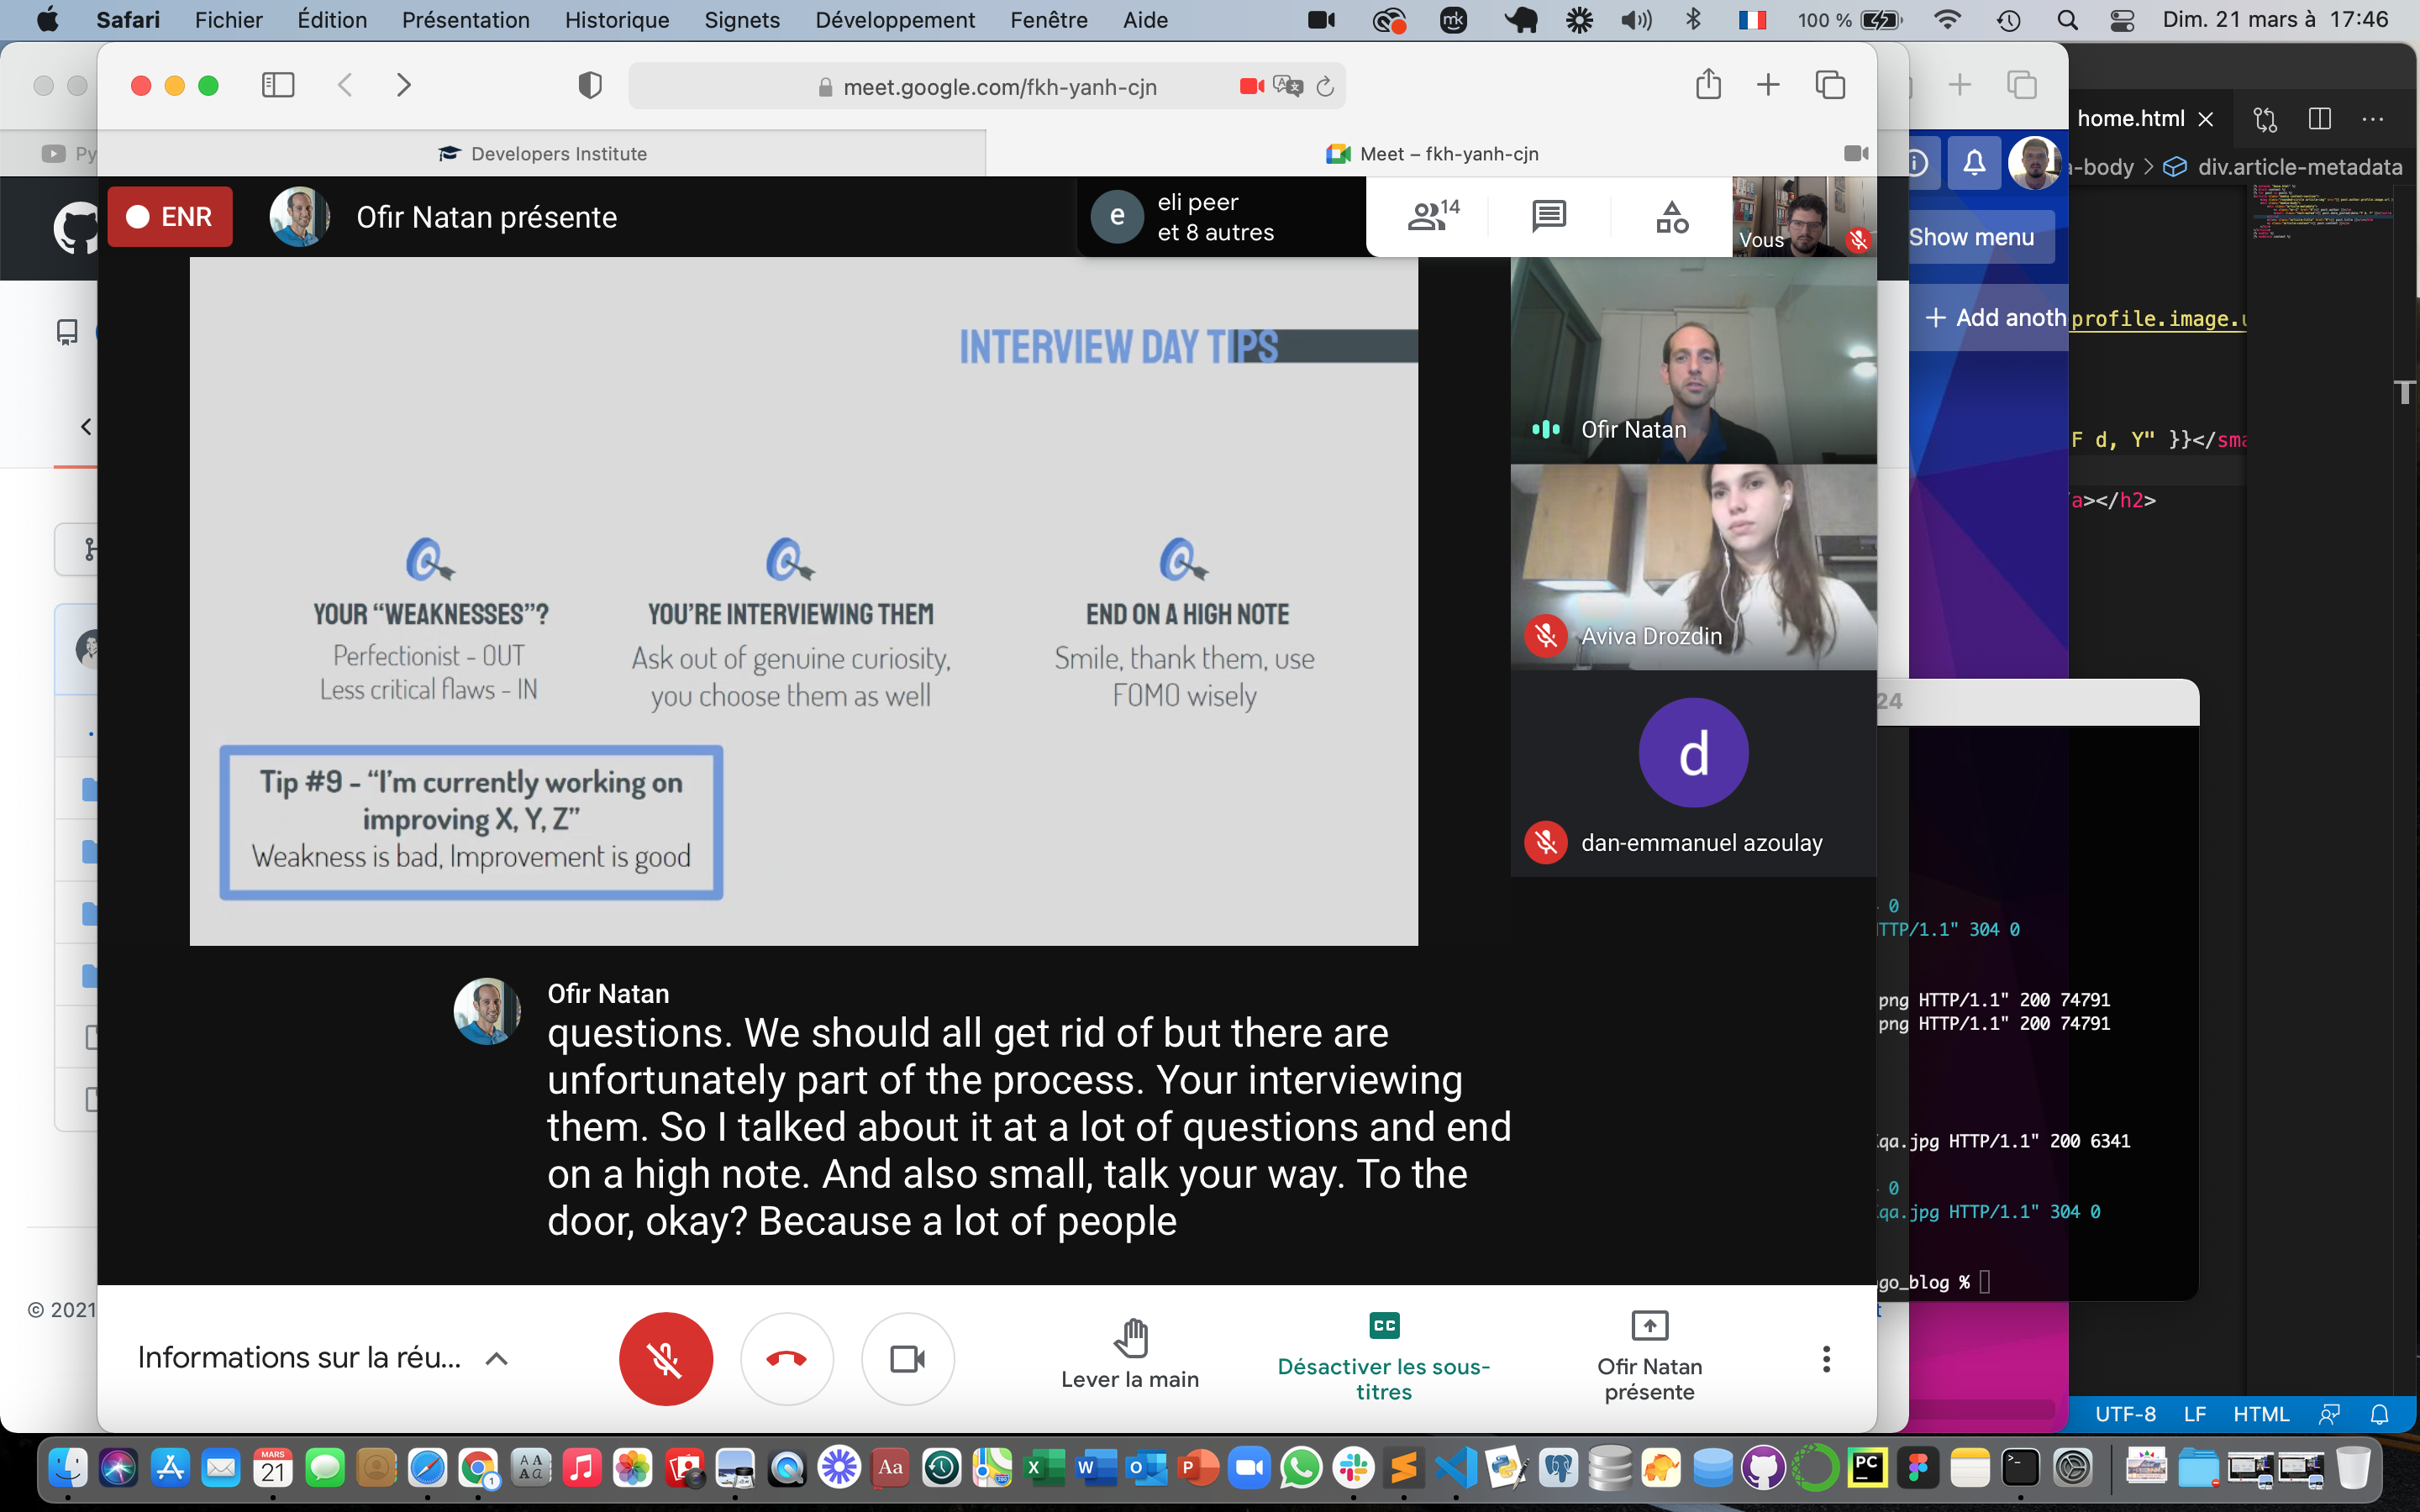 Safari Fichier Édition Présentation Historique Signets Développement Fenêtre Aide
mk
100 %
Dim. 21 mars à 17:46
meet.google.com/fkh-yanh-cjn
Py
Developers Institute
Meet – fkh-yanh-cjn
home.html
-body > div.article-metadata
ENR
Ofir Natan présente
e
eli peer
et 8 autres
14
Vous
Show menu
+ Add anoth
profile.image.u
F d, Y" }}</sma
a></h2>
INTERVIEW DAY TIPS
YOUR “WEAKNESSES”?
Perfectionist - OUT
Less critical flaws - IN
YOU’RE INTERVIEWING THEM
Ask out of genuine curiosity,
you choose them as well
END ON A HIGH NOTE
Smile, thank them, use
FOMO wisely
Tip #9 - “I’m currently working on
improving X, Y, Z”
Weakness is bad, Improvement is good
Ofir Natan
Aviva Drozdin
d
dan-emmanuel azoulay
24
0
TTP/1.1" 304 0
png HTTP/1.1" 200 74791
png HTTP/1.1" 200 74791
qa.jpg HTTP/1.1" 200 6341
0
qa.jpg HTTP/1.1" 304 0
go_blog %
Ofir Natan
questions. We should all get rid of but there are
unfortunately part of the process. Your interviewing
them. So I talked about it at a lot of questions and end
on a high note. And also small, talk your way. To the
door, okay? Because a lot of people
© 2021
Informations sur la réu...
Lever la main
CC
Désactiver les sous-
titres
Ofir Natan
présente
UTF-8 LF HTML
MARS
21
1
Aa
X
W
O
P
PC